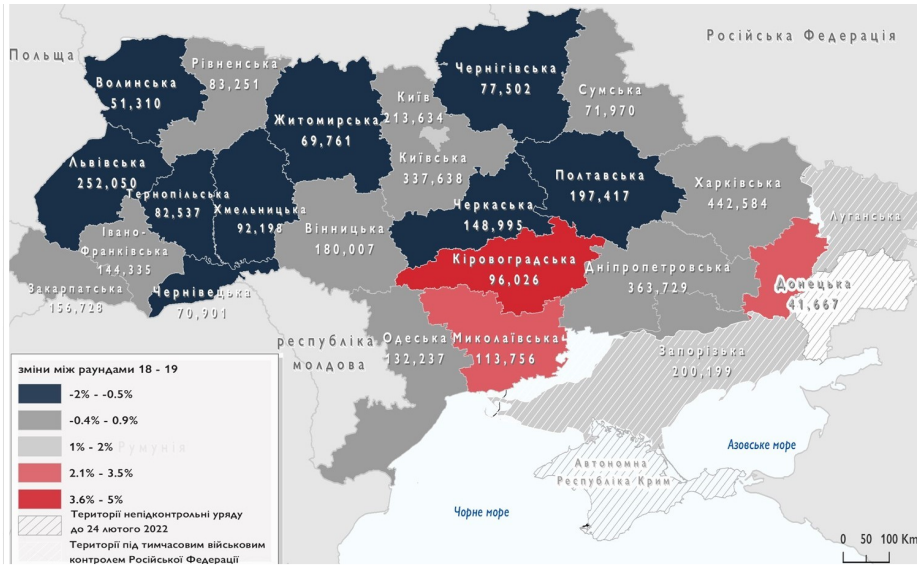 Польща
Російська Федерація
Волинська
51,310
Рівненська
83,251
Житомирська
69,761
Київ
213,634
Чернігівська
77,502
Сумська
71,970
Львівська
252,050
Тернопільська
82,537
Хмельницька
92,198
Київська
337,638
Полтавська
197,417
Харківська
442,584
Луганська
Івано-
Франківська
144,335
Вінницька
180,007
Черкаська
148,995
Закарпатська
156,728
Чернівецька
70,901
Кіровоградська
96,026
Дніпропетровська
363,729
Донецька
41,667
республіка
молдова
Одеська
132,237
Миколаївська
113,756
Запорізька
200,199
Румунія
Автономна
Республіка Крим
Азовське море
Чорне море
зміни між раундами 18 - 19
-2% - -0.5%
-0.4% - 0.9%
1% - 2%
2.1% - 3.5%
3.6% - 5%
Території непідконтрольні уряду
до 24 лютого 2022
Території під тимчасовим військовим
контролем Російської Федерації
0 50 100 Km